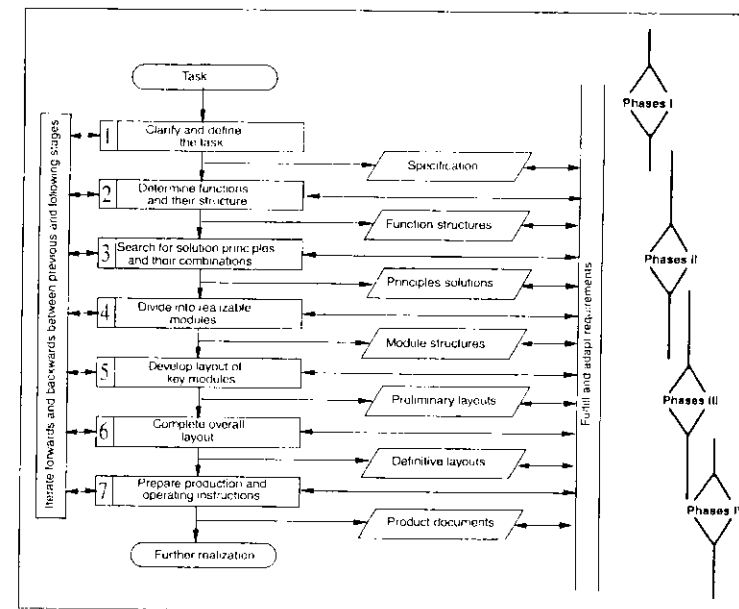 Task
1
Clarify and define
the task
Specification
2
Determine functions
and their structure
Function structures
3
Search for solution principles
and their combinations
Principles solutions
4
Divide into realizable
modules
Module structures
5
Develop layout of
key modules
Preliminary layouts
6
Complete overall
layout
Definitive layouts
7
Prepare production and
operating instructions
Product documents
Further realization
Iterate forwards and backwards between previous and following stages
Fulfill and adapt requirements
Phases I
Phases II
Phases III
Phases IV